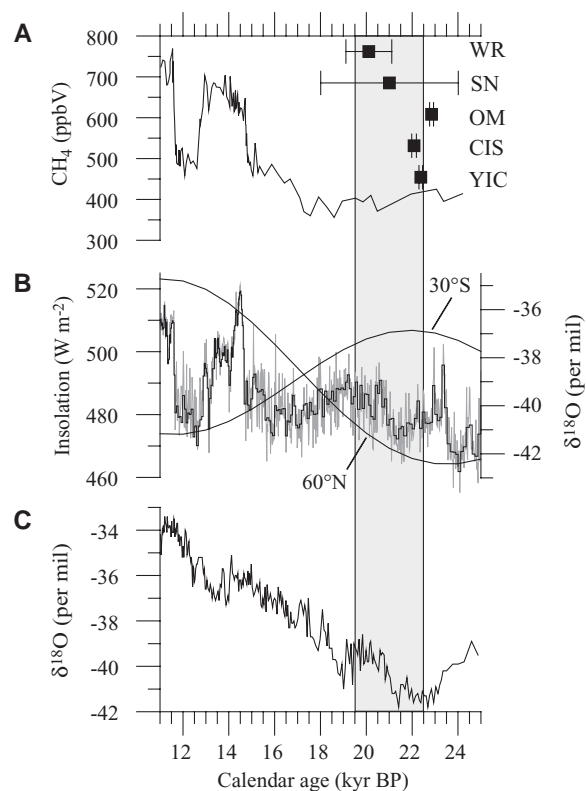 A
800
700
600
500
400
300
CH₄ (ppbV)
WR
SN
OM
CIS
YIC
B
520
500
480
460
Insolation (W m⁻²)
30°S
60°N
-36
-38
-40
-42
δ¹⁸O (per mil)
C
-34
-36
-38
-40
-42
δ¹⁸O (per mil)
12 14 16 18 20 22 24
Calendar age (kyr BP)